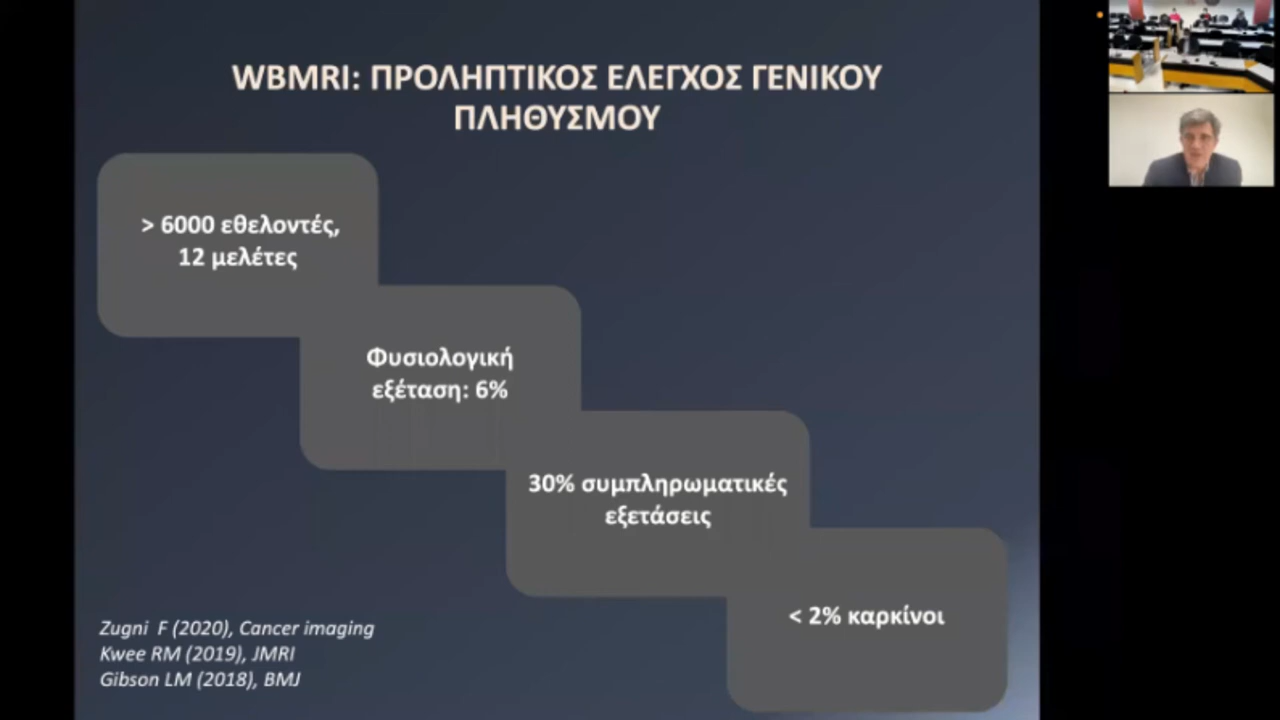 WBMRI: ΠΡΟΛΗΠΤΙΚΟΣ ΕΛΕΓΧΟΣ ΓΕΝΙΚΟΥ
ΠΛΗΘΥΣΜΟΥ
> 6000 εθελοντές,
12 μελέτες
Φυσιολογική
εξέταση: 6%
30% συμπληρωματικές
εξετάσεις
< 2% καρκίνοι
Zugni F (2020), Cancer imaging
Kwee RM (2019), JMRI
Gibson LM (2018), BMJ